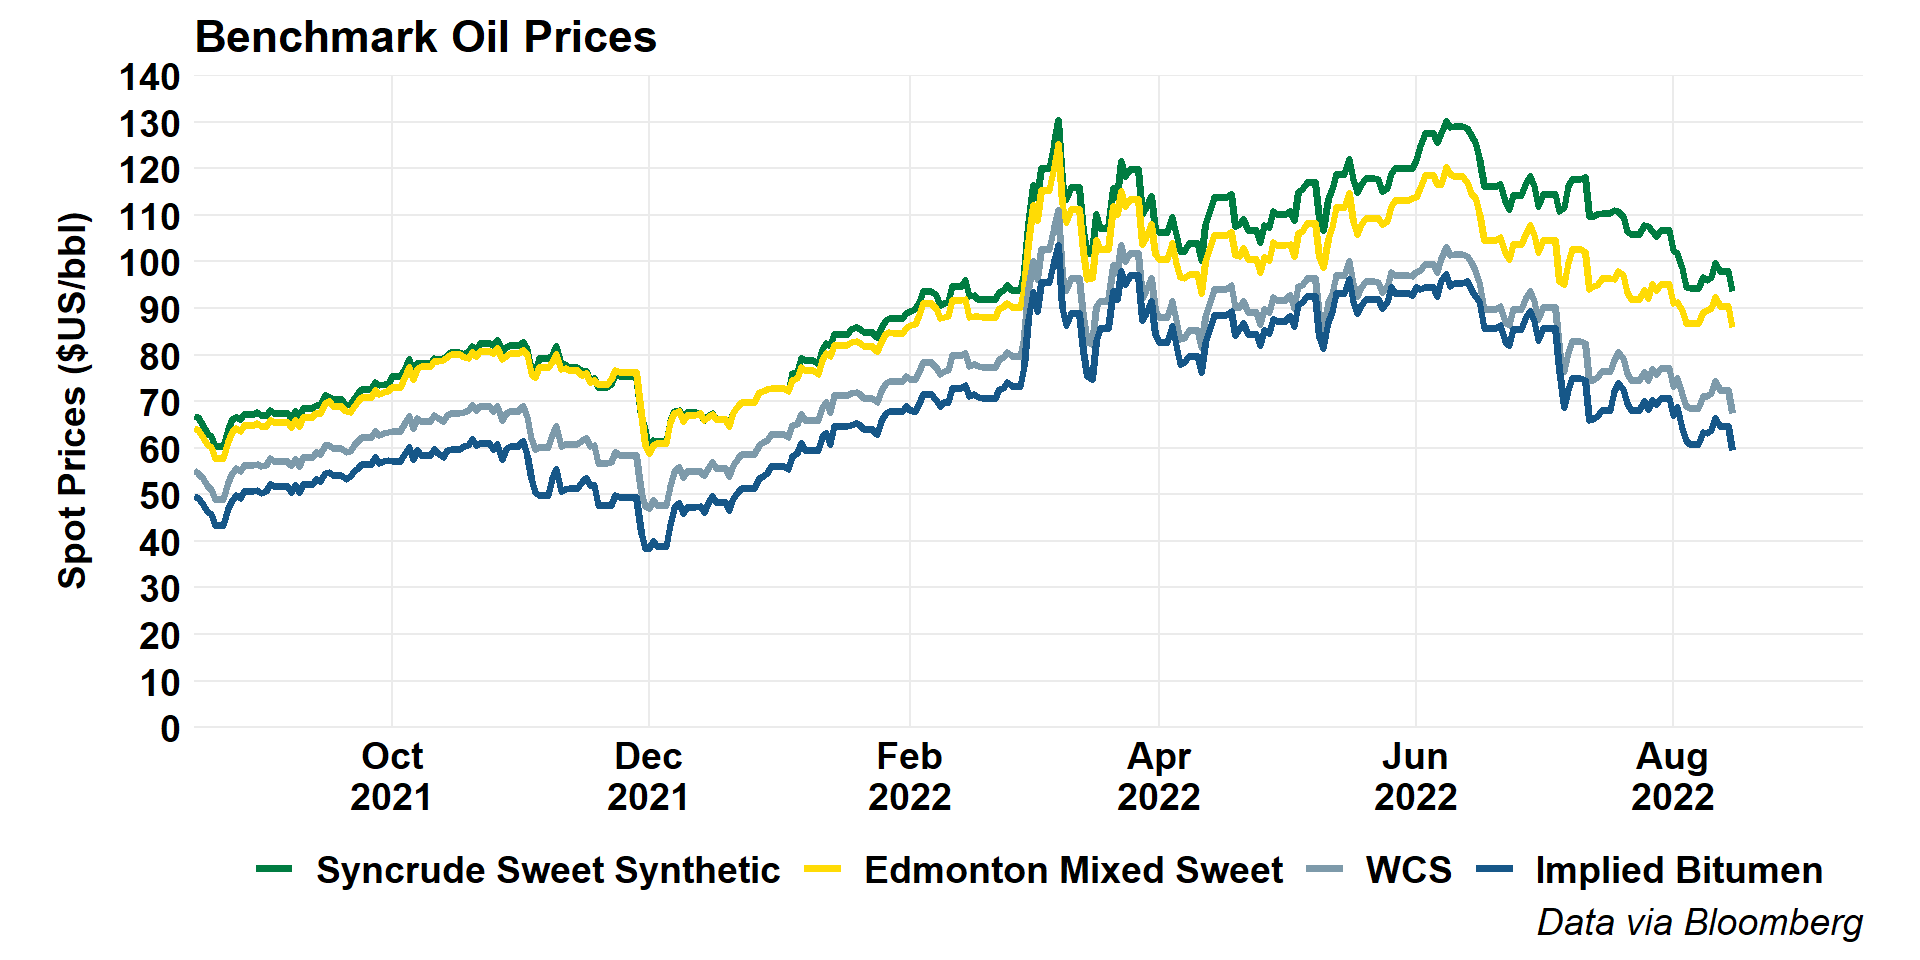 Benchmark Oil Prices
140
130
120
110
100
90
80
70
60
50
40
30
20
10
0
Spot Prices ($US/bbl)
Oct Dec Feb Apr Jun Aug
2021 2021 2022 2022 2022 2022
Syncrude Sweet Synthetic Edmonton Mixed Sweet WCS Implied Bitumen
Data via Bloomberg